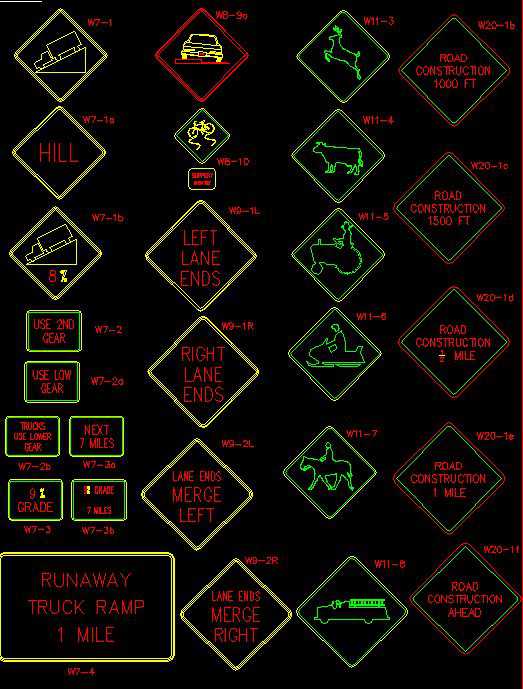 W7-1
W7-1a
HILL
W7-1b
8%
USE 2ND
GEAR
W7-2
USE LOW
GEAR
W7-2a
TRUCKS
USE LOWER
GEAR
W7-2b
NEXT
7 MILES
W7-3a
9%
GRADE
W7-3
GRADE
7 MILES
W7-3b
RUNAWAY
TRUCK RAMP
1 MILE
W7-4
W8-9a
W8-10
W9-1L
LEFT
LANE
ENDS
W9-1R
RIGHT
LANE
ENDS
W9-2L
LANE ENDS
MERGE
LEFT
W9-2R
LANE ENDS
MERGE
RIGHT
W11-3
W11-4
W11-5
W11-6
W11-7
W11-8
W20-1b
ROAD
CONSTRUCTION
1000 FT
W20-1c
ROAD
CONSTRUCTION
1500 FT
W20-1d
ROAD
CONSTRUCTION
MILE
W20-1e
ROAD
CONSTRUCTION
1 MILE
W20-1f
ROAD
CONSTRUCTION
AHEAD